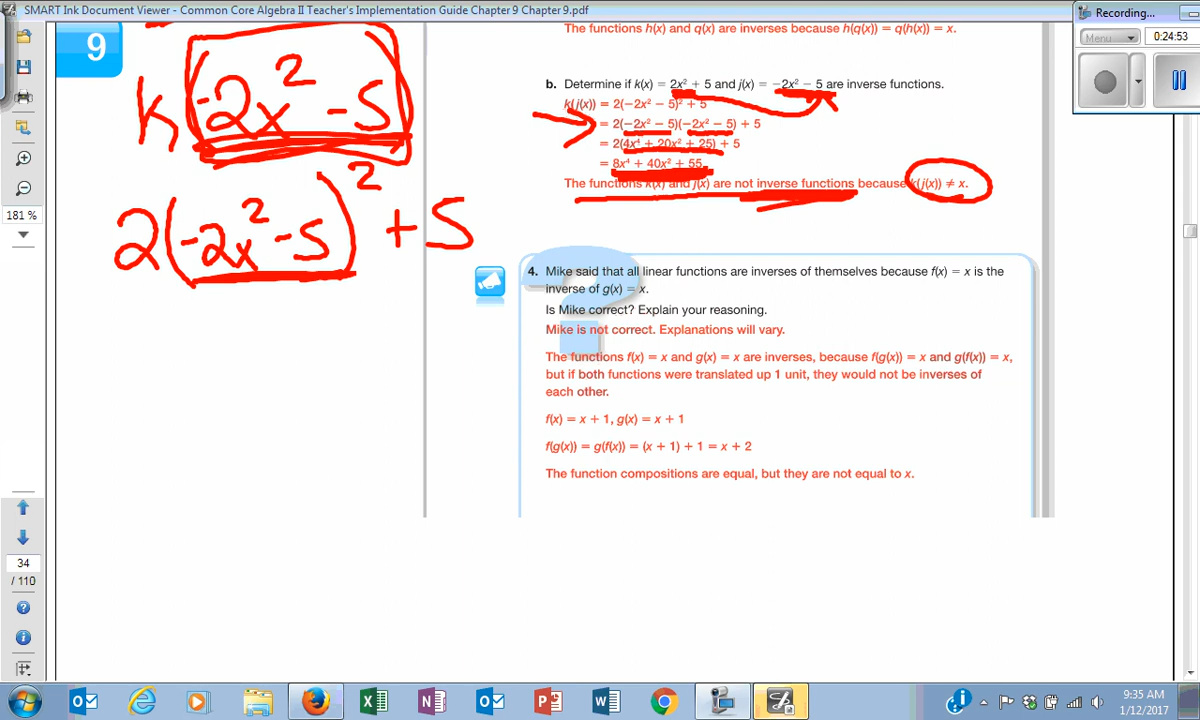 SMART Ink Document Viewer - Common Core Algebra II Teacher's Implementation Guide Chapter 9 Chapter 9.pdf
Recording...
Menu
0:24:53
9
181 %
34
/ 110
k(-2x² -5)
2(-2x²-5)² +5
The functions h(x) and q(x) are inverses because h(q(x)) = q(h(x)) = x.
b. Determine if k(x) = 2x² + 5 and j(x) = −2x² − 5 are inverse functions.
k(j(x)) = 2(−2x² − 5)² + 5
= 2(−2x² − 5)(−2x² − 5) + 5
= 2(4x⁴ + 20x² + 25) + 5
= 8x⁴ + 40x² + 55
The functions k(x) and j(x) are not inverse functions because k(j(x)) ≠ x.
4. Mike said that all linear functions are inverses of themselves because f(x) = x is the
inverse of g(x) = x.
Is Mike correct? Explain your reasoning.
Mike is not correct. Explanations will vary.
The functions f(x) = x and g(x) = x are inverses, because f(g(x)) = x and g(f(x)) = x,
but if both functions were translated up 1 unit, they would not be inverses of
each other.
f(x) = x + 1, g(x) = x + 1
f(g(x)) = g(f(x)) = (x + 1) + 1 = x + 2
The function compositions are equal, but they are not equal to x.
9:35 AM
1/12/2017